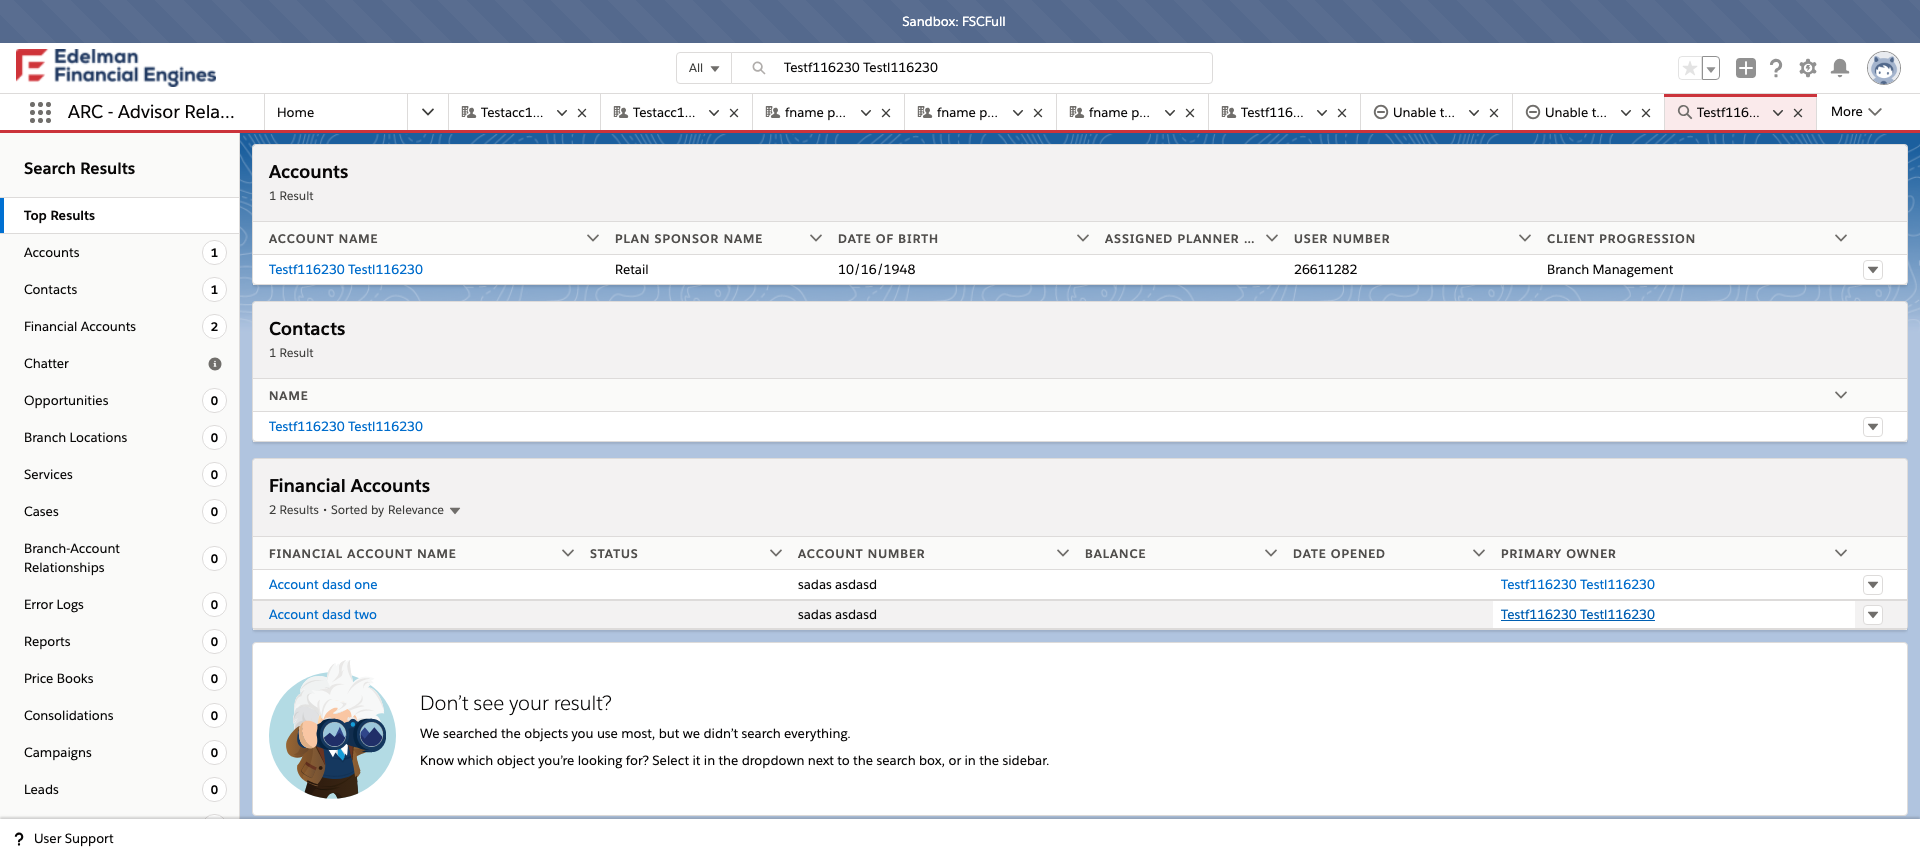 Sandbox: FSCFull
Edelman
Financial Engines
All
Testf116230 Testl116230
ARC - Advisor Rela...
Home
Testacc1...
Testacc1...
fname p...
fname p...
fname p...
Testf116...
Unable t...
Unable t...
Testf116...
More
Search Results
Top Results
Accounts 1
Contacts 1
Financial Accounts 2
Chatter
Opportunities 0
Branch Locations 0
Services 0
Cases 0
Branch-Account
Relationships 0
Error Logs 0
Reports 0
Price Books 0
Consolidations 0
Campaigns 0
Leads 0
Accounts
1 Result
ACCOUNT NAME PLAN SPONSOR NAME DATE OF BIRTH ASSIGNED PLANNER ... USER NUMBER CLIENT PROGRESSION
Testf116230 Testl116230 Retail 10/16/1948 26611282 Branch Management
Contacts
1 Result
NAME
Testf116230 Testl116230
Financial Accounts
2 Results • Sorted by Relevance
FINANCIAL ACCOUNT NAME STATUS ACCOUNT NUMBER BALANCE DATE OPENED PRIMARY OWNER
Account dasd one sadas asdasd Testf116230 Testl116230
Account dasd two sadas asdasd Testf116230 Testl116230
Don't see your result?
We searched the objects you use most, but we didn't search everything.
Know which object you're looking for? Select it in the dropdown next to the search box, or in the sidebar.
? User Support